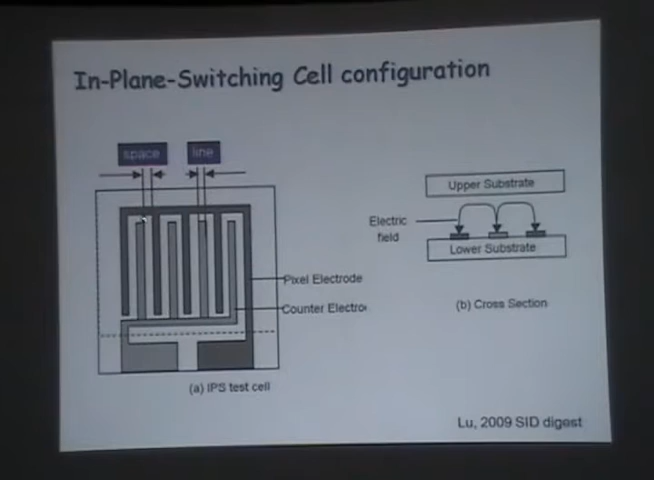 In-Plane-Switching Cell configuration
space
line
Upper Substrate
Electric
field
Lower Substrate
Pixel Electrode
Counter Electro
(b) Cross Section
(a) IPS test cell
Lu, 2009 SID digest